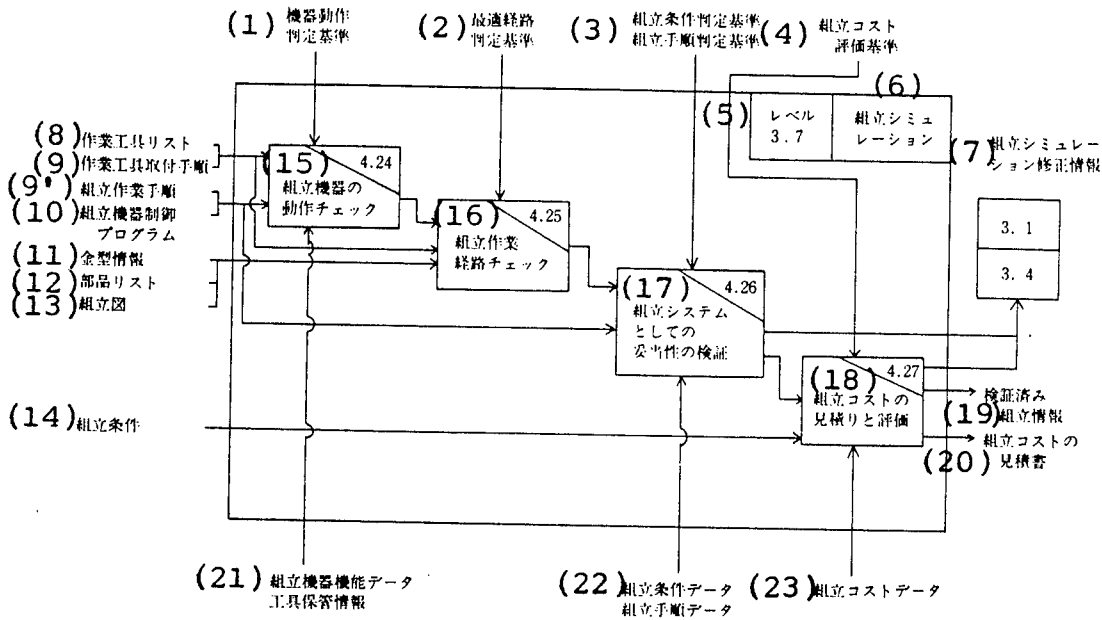 (1) 機器動作
判定基準
(2) 最適経路
判定基準
(3) 組立条件判定基準
組立手順判定基準
(4) 組立コスト
評価基準
(5) レベル
3.7
(6)
組立シミュ
レーション
(7) 組立シミュレー
ション修正情報
(8) 作業工具リスト
(9) 作業工具取付手順
(9') 組立作業手順
(10) 組立機器制御
プログラム
(11) 金型情報
(12) 部品リスト
(13) 組立図
(14) 組立条件
(15) 4.24
組立機器の
動作チェック
(16) 4.25
組立作業
経路チェック
(17) 4.26
組立システム
としての
妥当性の検証
(18) 4.27
組立コストの
見積りと評価
3.1
3.4
検証済み
(19) 組立情報
組立コストの
(20) 見積書
(21) 組立機器機能データ
工具保管情報
(22) 組立条件データ
組立手順データ
(23) 組立コストデータ